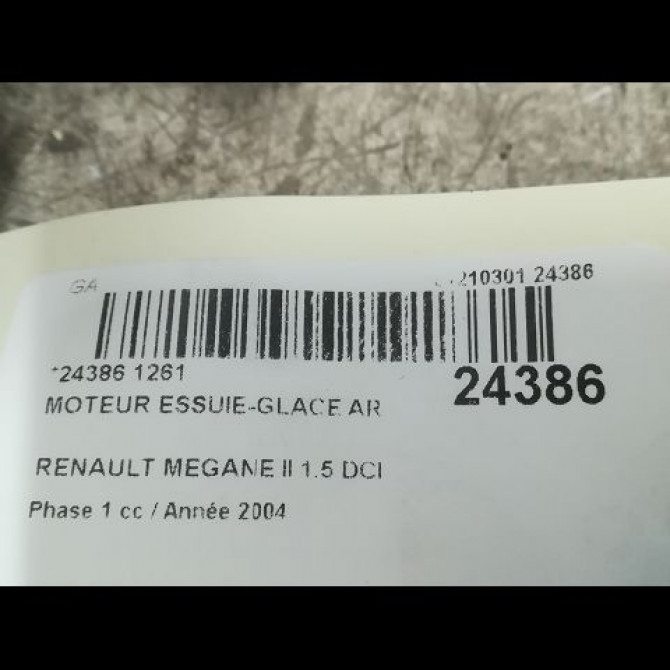 GA 210301 24386
*24386 1261 24386
MOTEUR ESSUIE-GLACE AR
RENAULT MEGANE II 1.5 DCI
Phase 1 cc / Année 2004